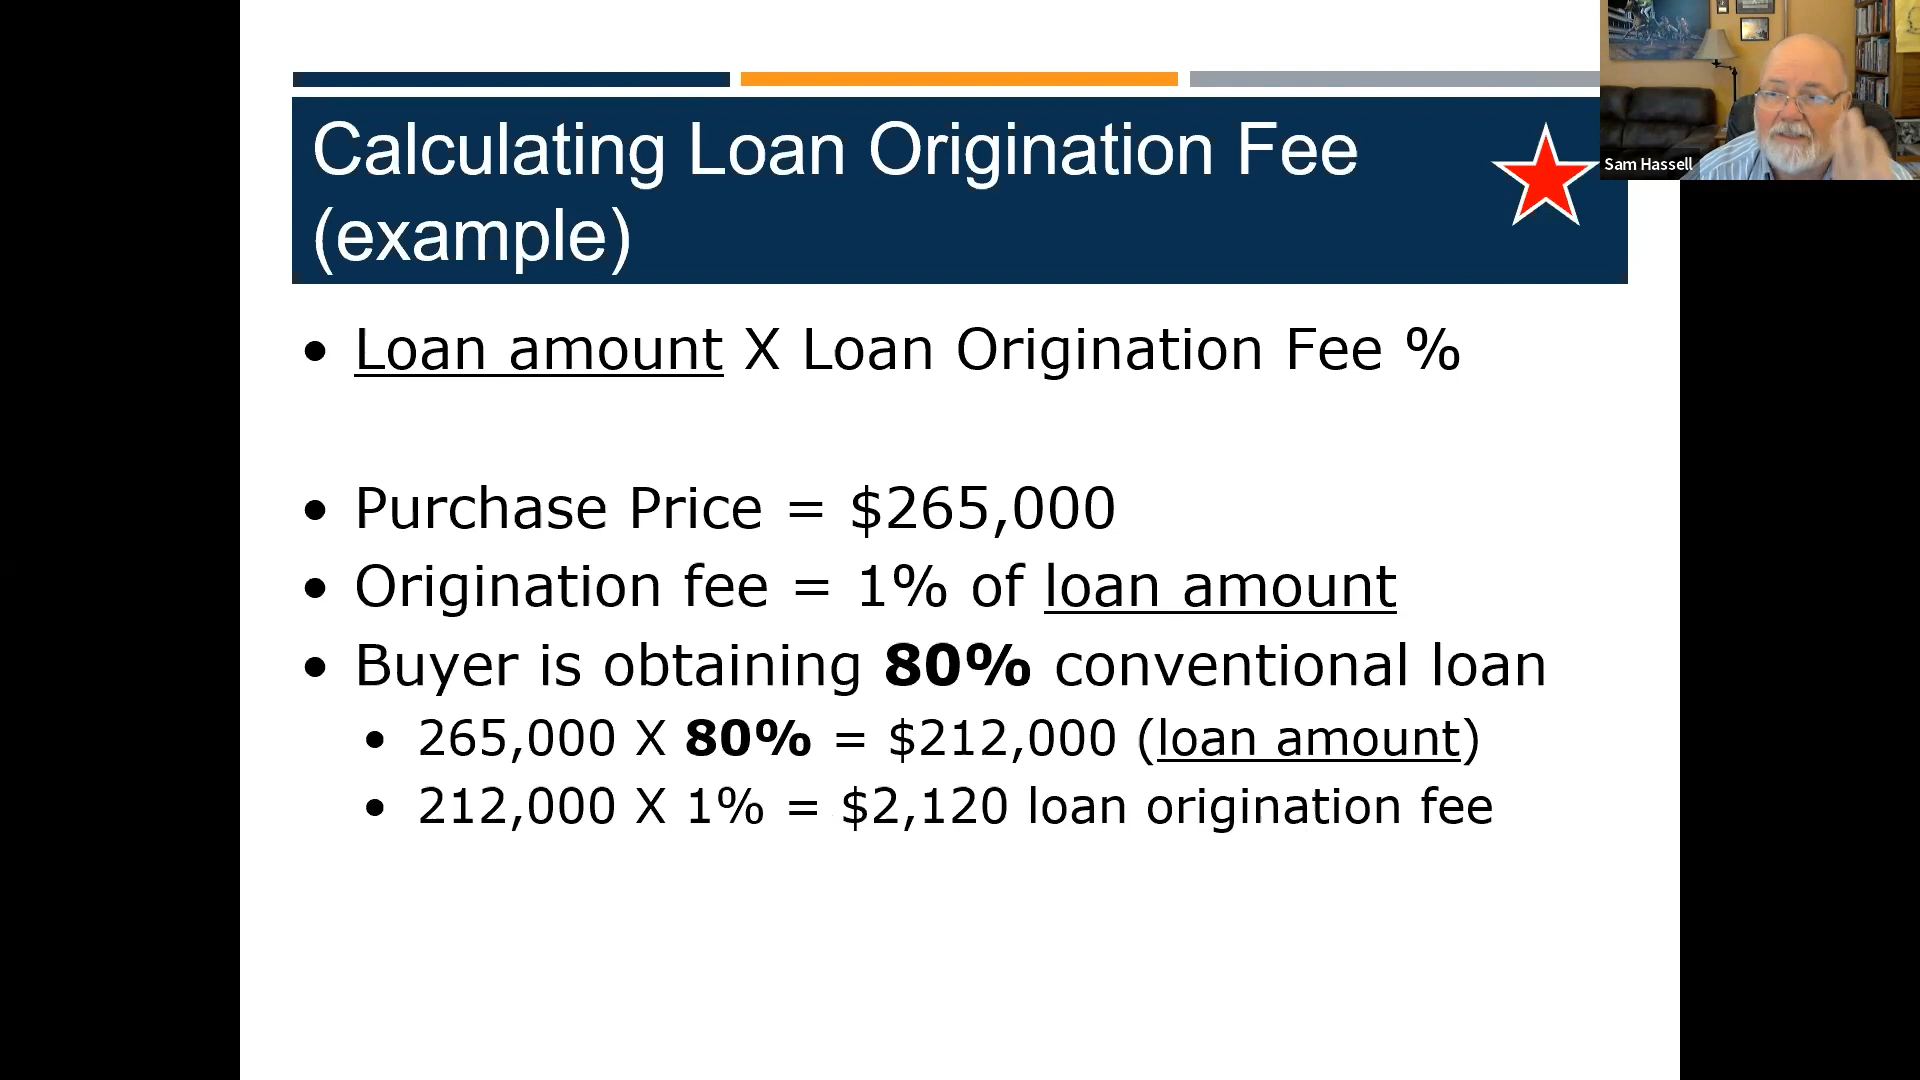 Calculating Loan Origination Fee
(example)
Sam Hassell
• Loan amount X Loan Origination Fee %
• Purchase Price = $265,000
• Origination fee = 1% of loan amount
• Buyer is obtaining 80% conventional loan
• 265,000 X 80% = $212,000 (loan amount)
• 212,000 X 1% = $2,120 loan origination fee